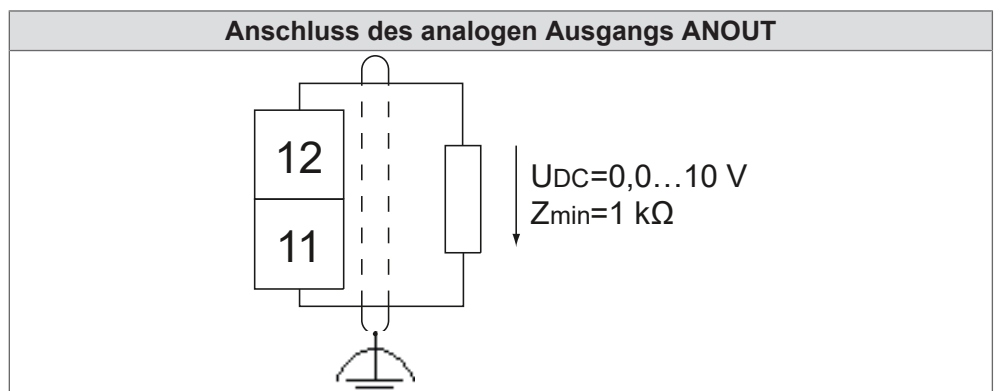 Anschluss des analogen Ausgangs ANOUT
12
11
UDC=0,0…10 V
Zmin=1 kΩ